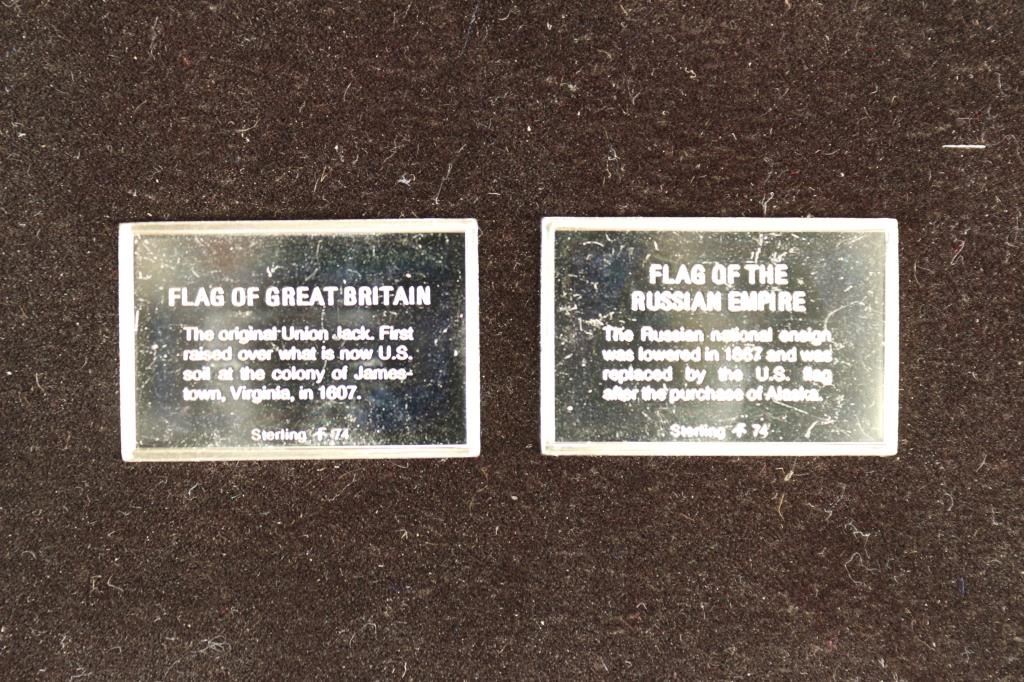 FLAG OF GREAT BRITAIN
The original Union Jack. First
raised over what is now U.S.
soil at the colony of James-
town, Virginia, in 1607.
Sterling 74
FLAG OF THE
RUSSIAN EMPIRE
The Russian national ensign
was lowered in 1867 and was
replaced by the U.S. flag
after the purchase of Alaska.
Sterling 74